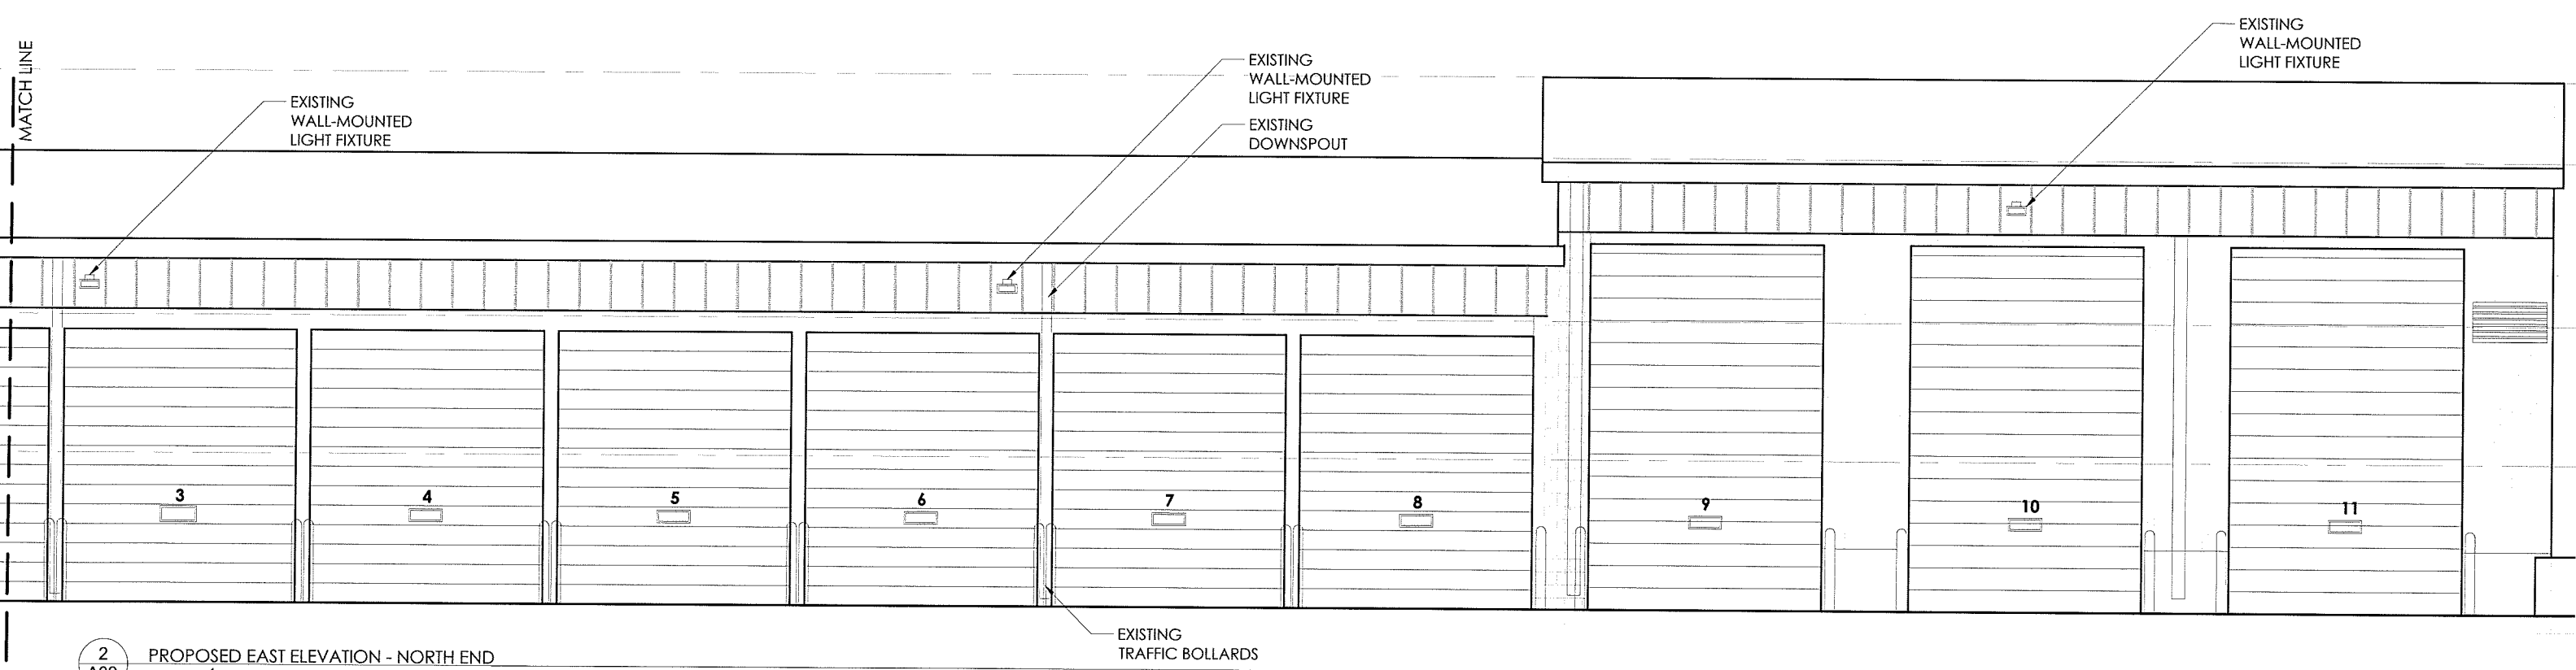 MATCH LINE
EXISTING
WALL-MOUNTED
LIGHT FIXTURE
EXISTING
WALL-MOUNTED
LIGHT FIXTURE
EXISTING
DOWNSPOUT
EXISTING
WALL-MOUNTED
LIGHT FIXTURE
3
4
5
6
7
8
9
10
11
EXISTING
TRAFFIC BOLLARDS
2
PROPOSED EAST ELEVATION - NORTH END